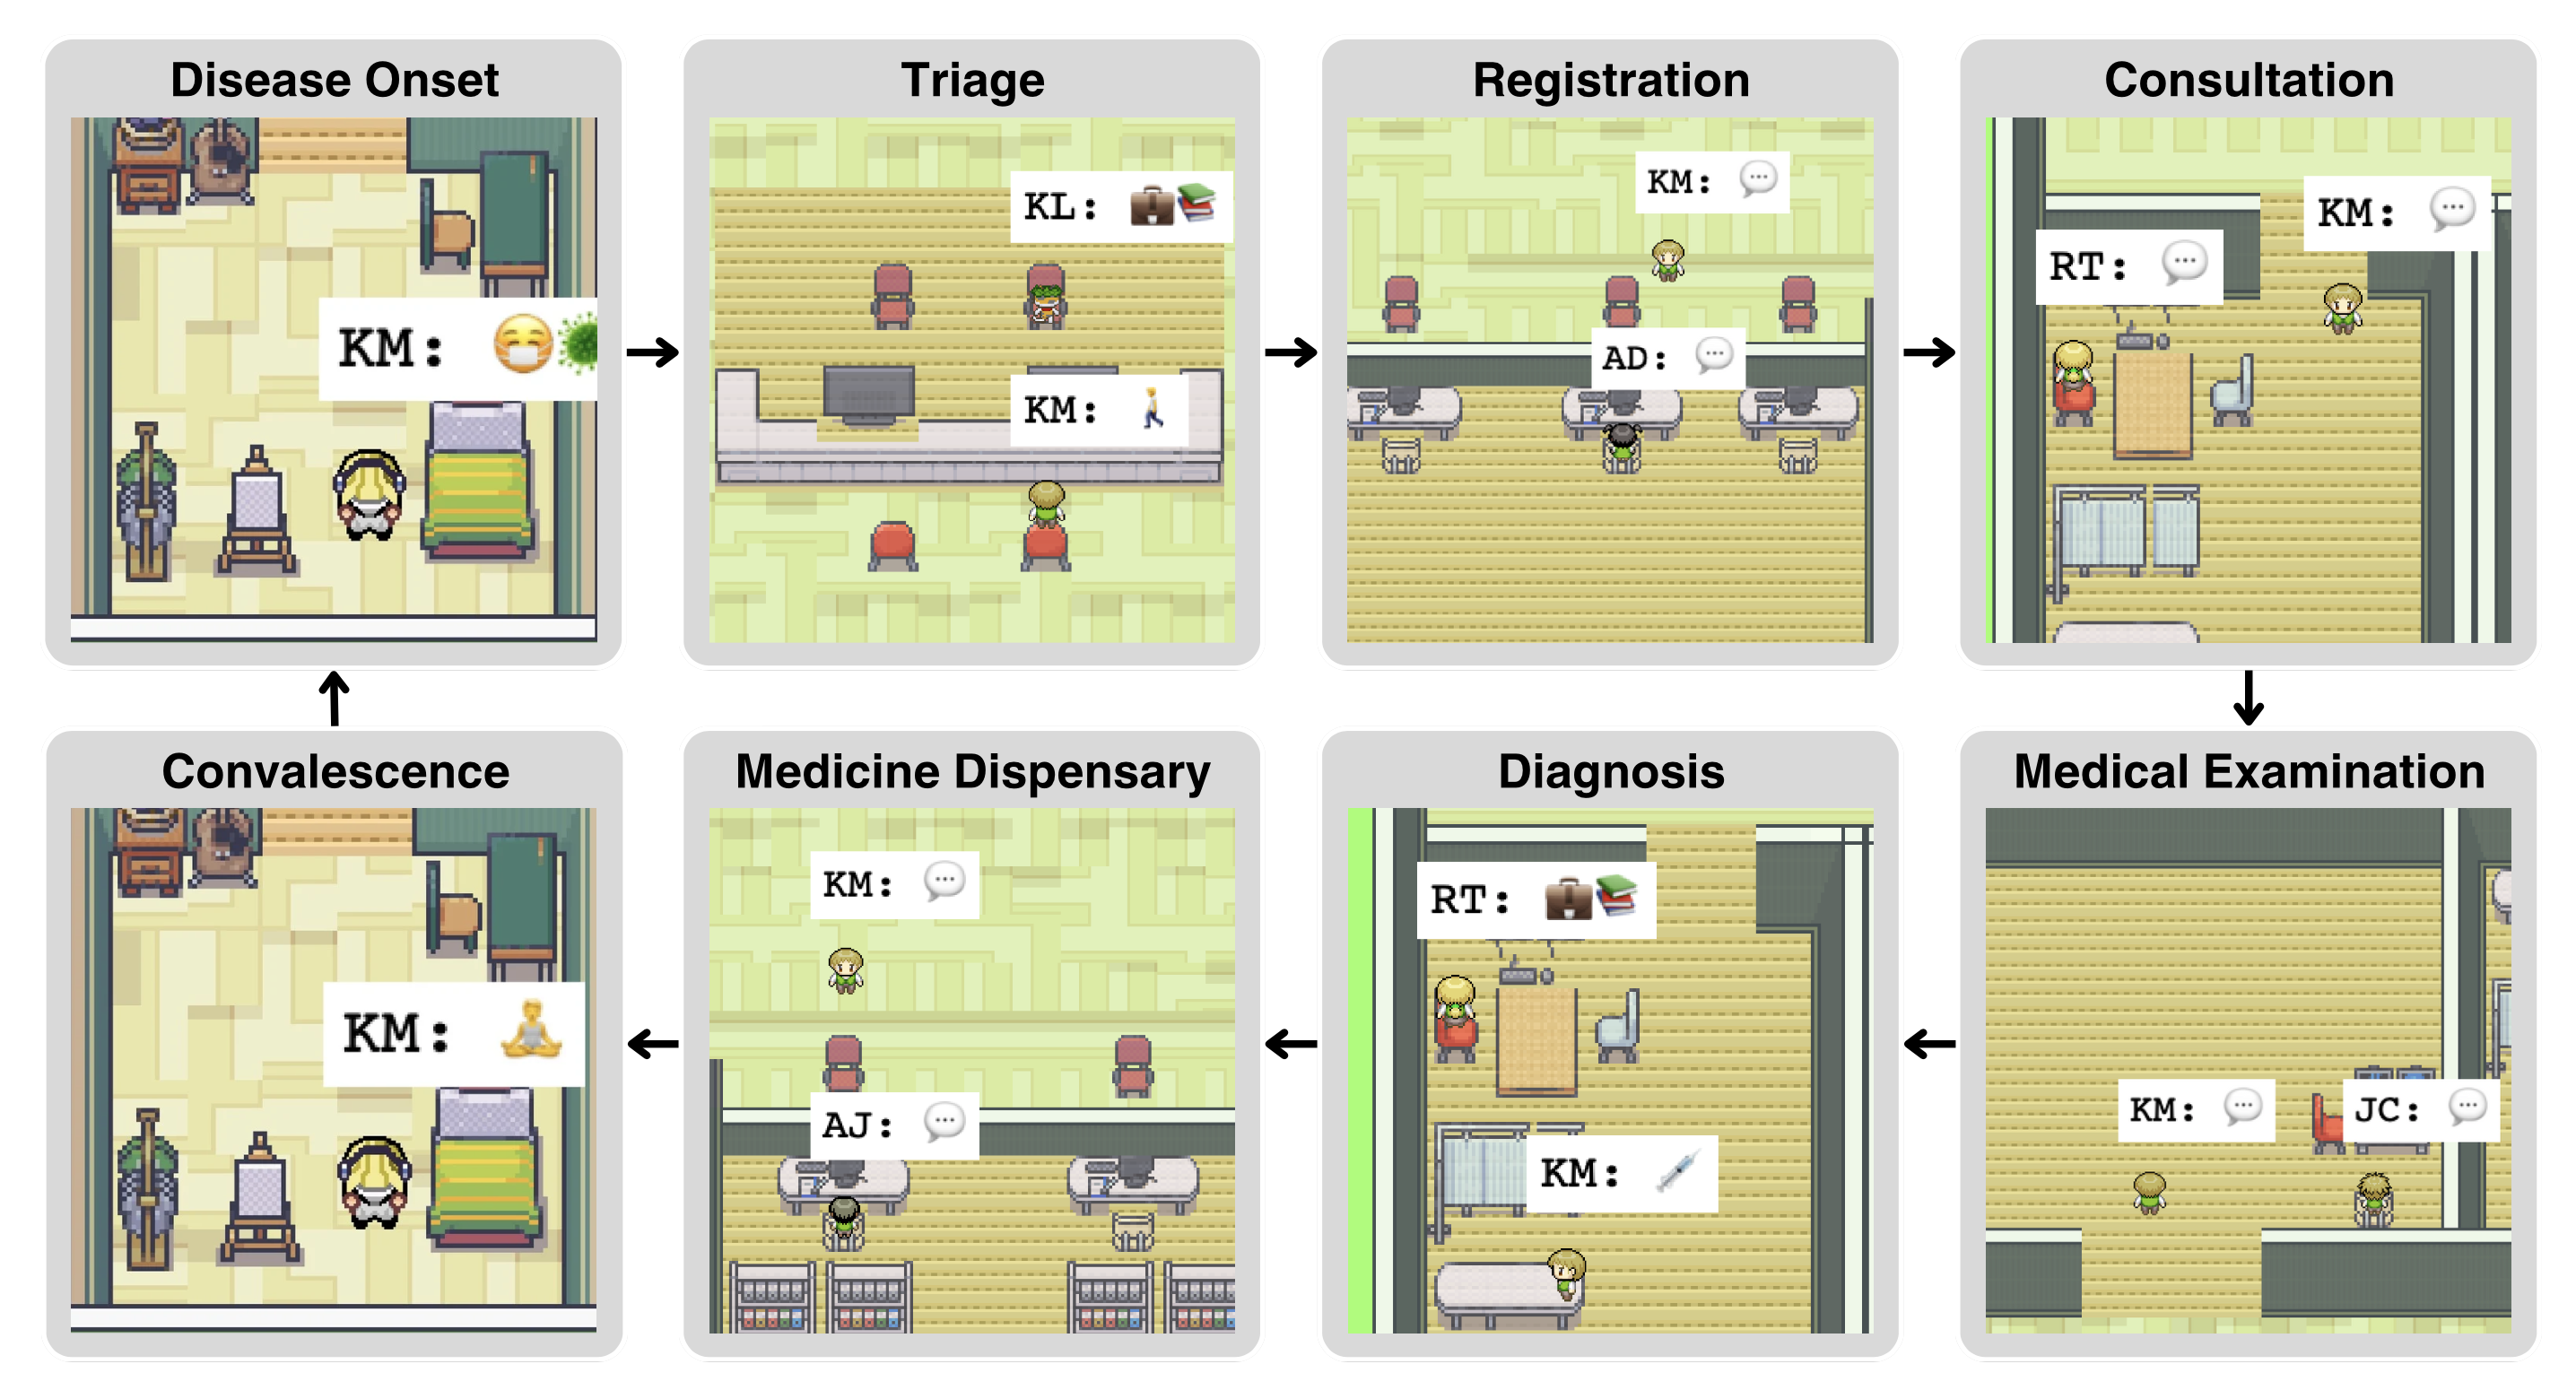 Disease Onset
KM:
Triage
KL:
KM:
Registration
KM:
AD:
Consultation
KM:
RT:
Medical Examination
KM:
JC:
Diagnosis
RT:
KM:
Medicine Dispensary
KM:
AJ:
Convalescence
KM: